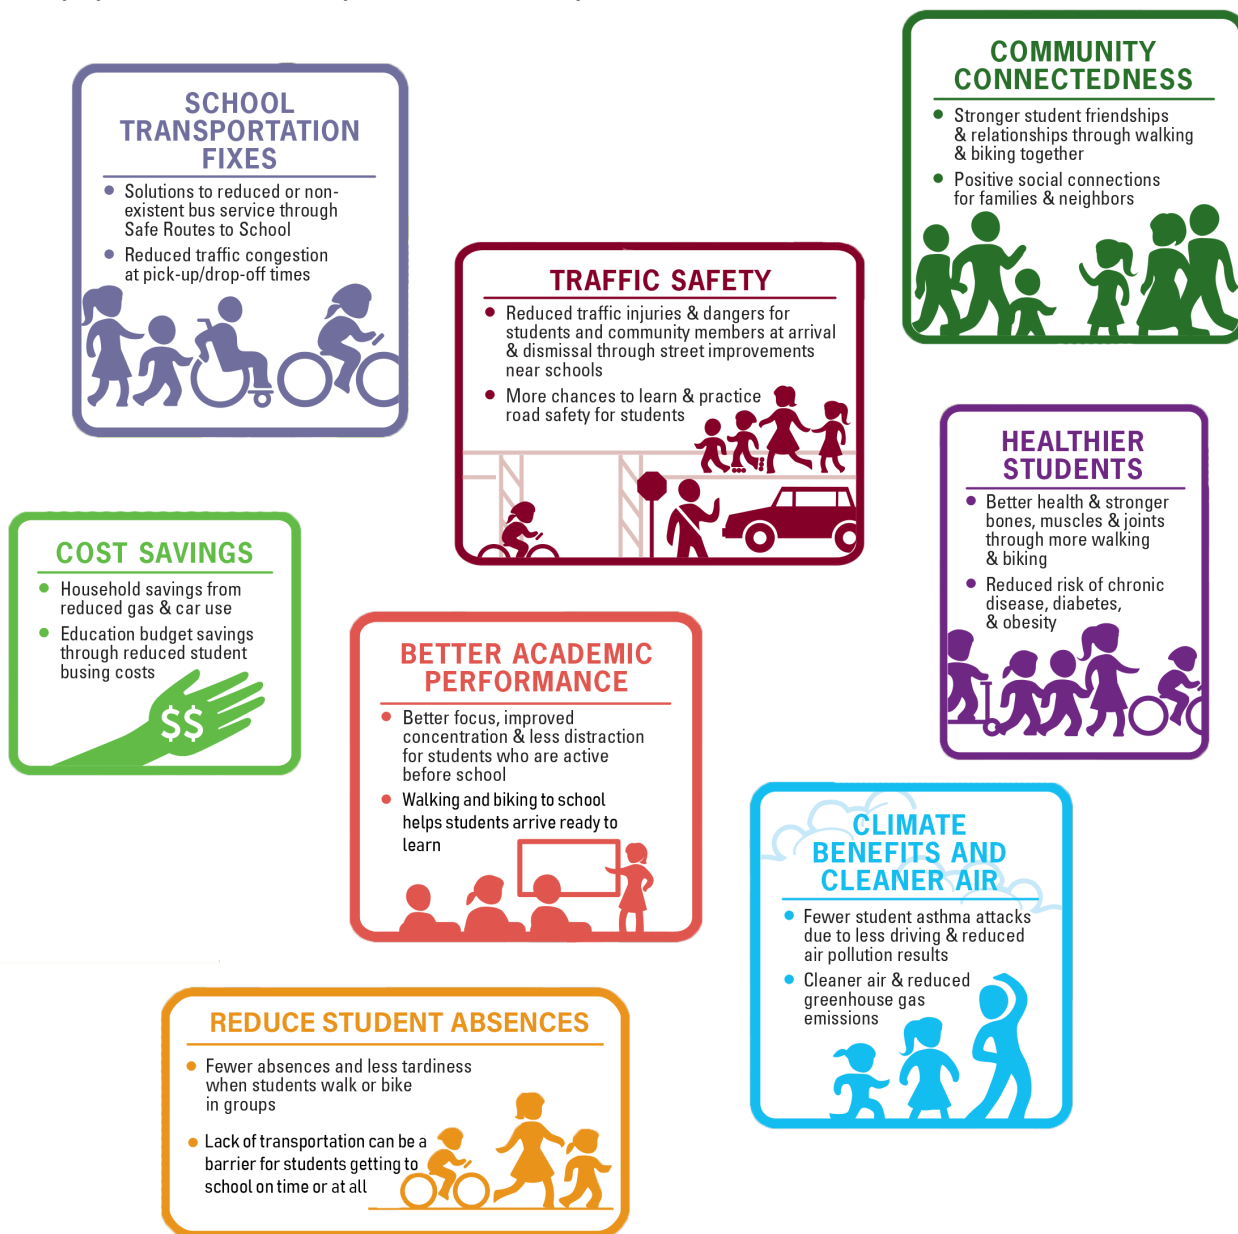 SCHOOL
TRANSPORTATION
FIXES
Solutions to reduced or non-
existent bus service through
Safe Routes to School
Reduced traffic congestion
at pick-up/drop-off times
COMMUNITY
CONNECTEDNESS
Stronger student friendships
& relationships through walking
& biking together
Positive social connections
for families & neighbors
TRAFFIC SAFETY
Reduced traffic injuries & dangers for
students and community members at arrival
& dismissal through street improvements
near schools
More chances to learn & practice
road safety for students
HEALTHIER
STUDENTS
Better health & stronger
bones, muscles & joints
through more walking
& biking
Reduced risk of chronic
disease, diabetes,
& obesity
COST SAVINGS
Household savings from
reduced gas & car use
Education budget savings
through reduced student
busing costs
$$
BETTER ACADEMIC
PERFORMANCE
Better focus, improved
concentration & less distraction
for students who are active
before school
Walking and biking to school
helps students arrive ready to
learn
CLIMATE
BENEFITS AND
CLEANER AIR
Fewer student asthma attacks
due to less driving & reduced
air pollution results
Cleaner air & reduced
greenhouse gas
emissions
REDUCE STUDENT ABSENCES
Fewer absences and less tardiness
when students walk or bike
in groups
Lack of transportation can be a
barrier for students getting to
school on time or at all